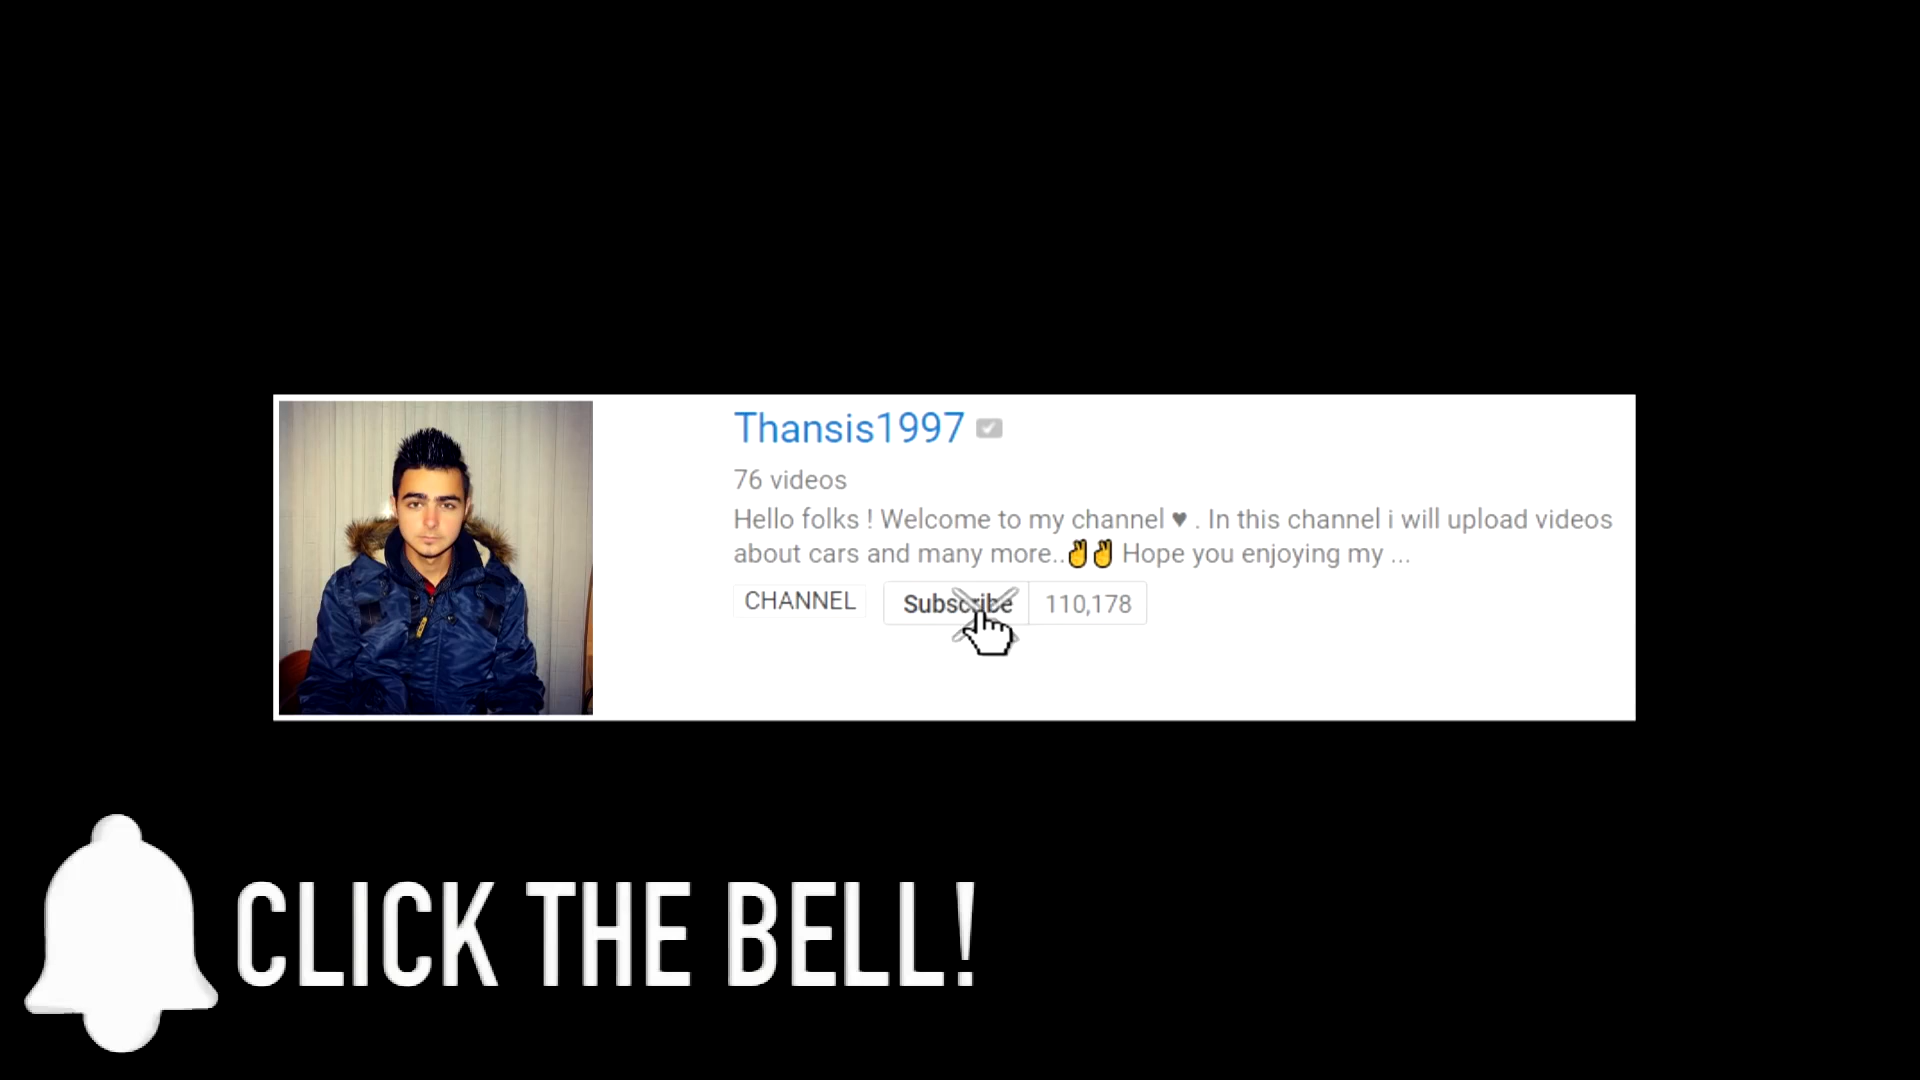 Thansis1997
76 videos
Hello folks ! Welcome to my channel ♥ . In this channel i will upload videos
about cars and many more..✌✌ Hope you enjoying my ...
CHANNEL Subscribe 110,178
CLICK THE BELL!